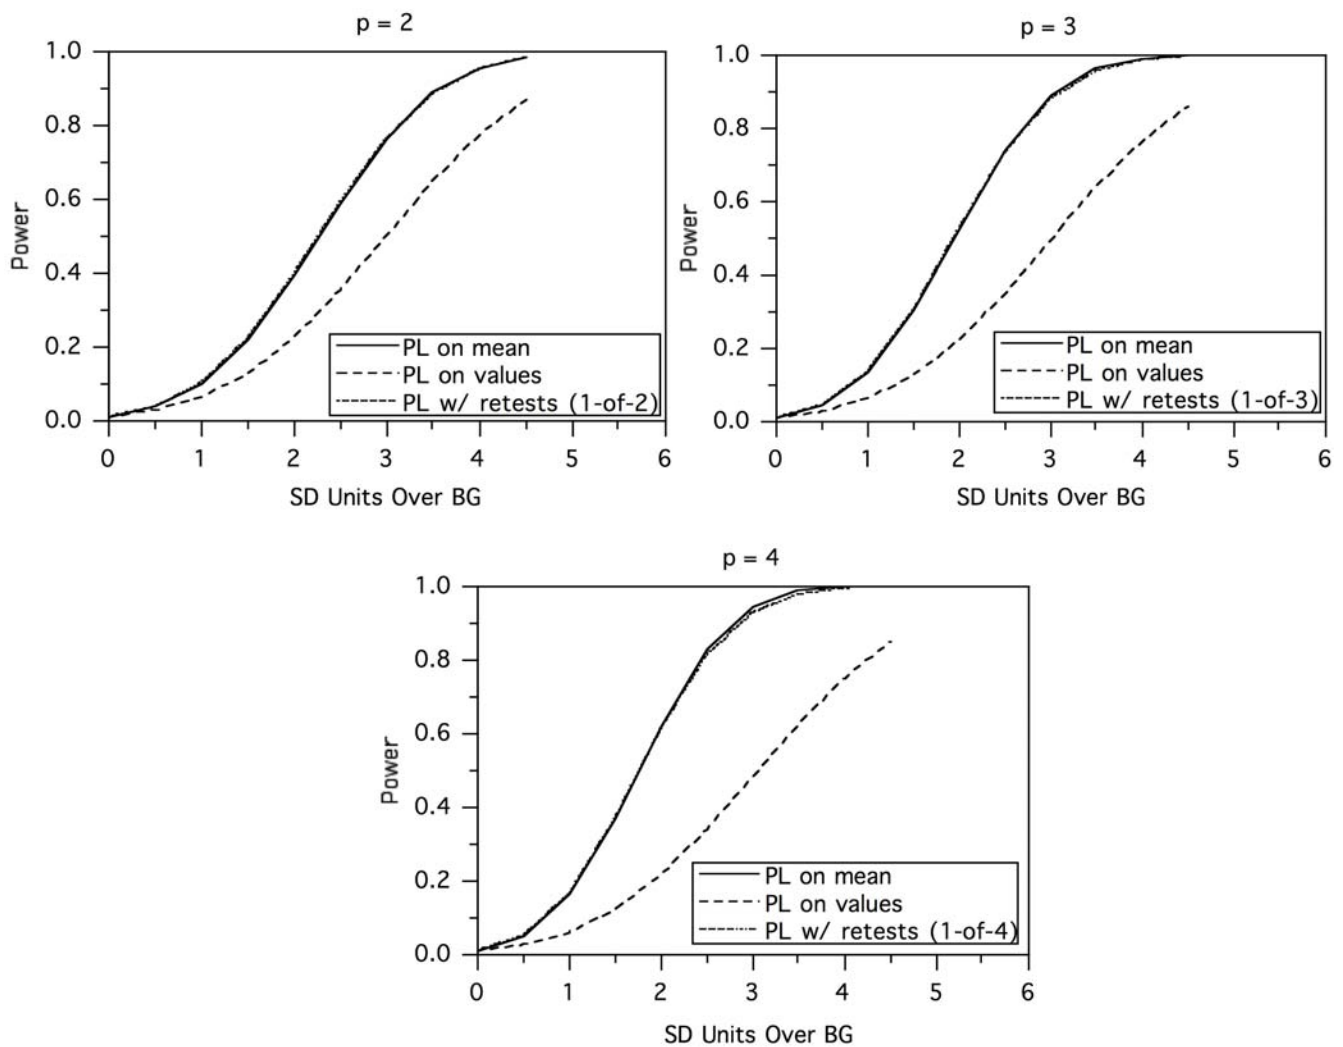 p = 2
1.0
0.8
0.6
0.4
0.2
0.0
Power
PL on mean
PL on values
PL w/ retests (1-of-2)
0 1 2 3 4 5 6
SD Units Over BG
p = 3
1.0
0.8
0.6
0.4
0.2
0.0
Power
PL on mean
PL on values
PL w/ retests (1-of-3)
0 1 2 3 4 5 6
SD Units Over BG
p = 4
1.0
0.8
0.6
0.4
0.2
0.0
Power
PL on mean
PL on values
PL w/ retests (1-of-4)
0 1 2 3 4 5 6
SD Units Over BG